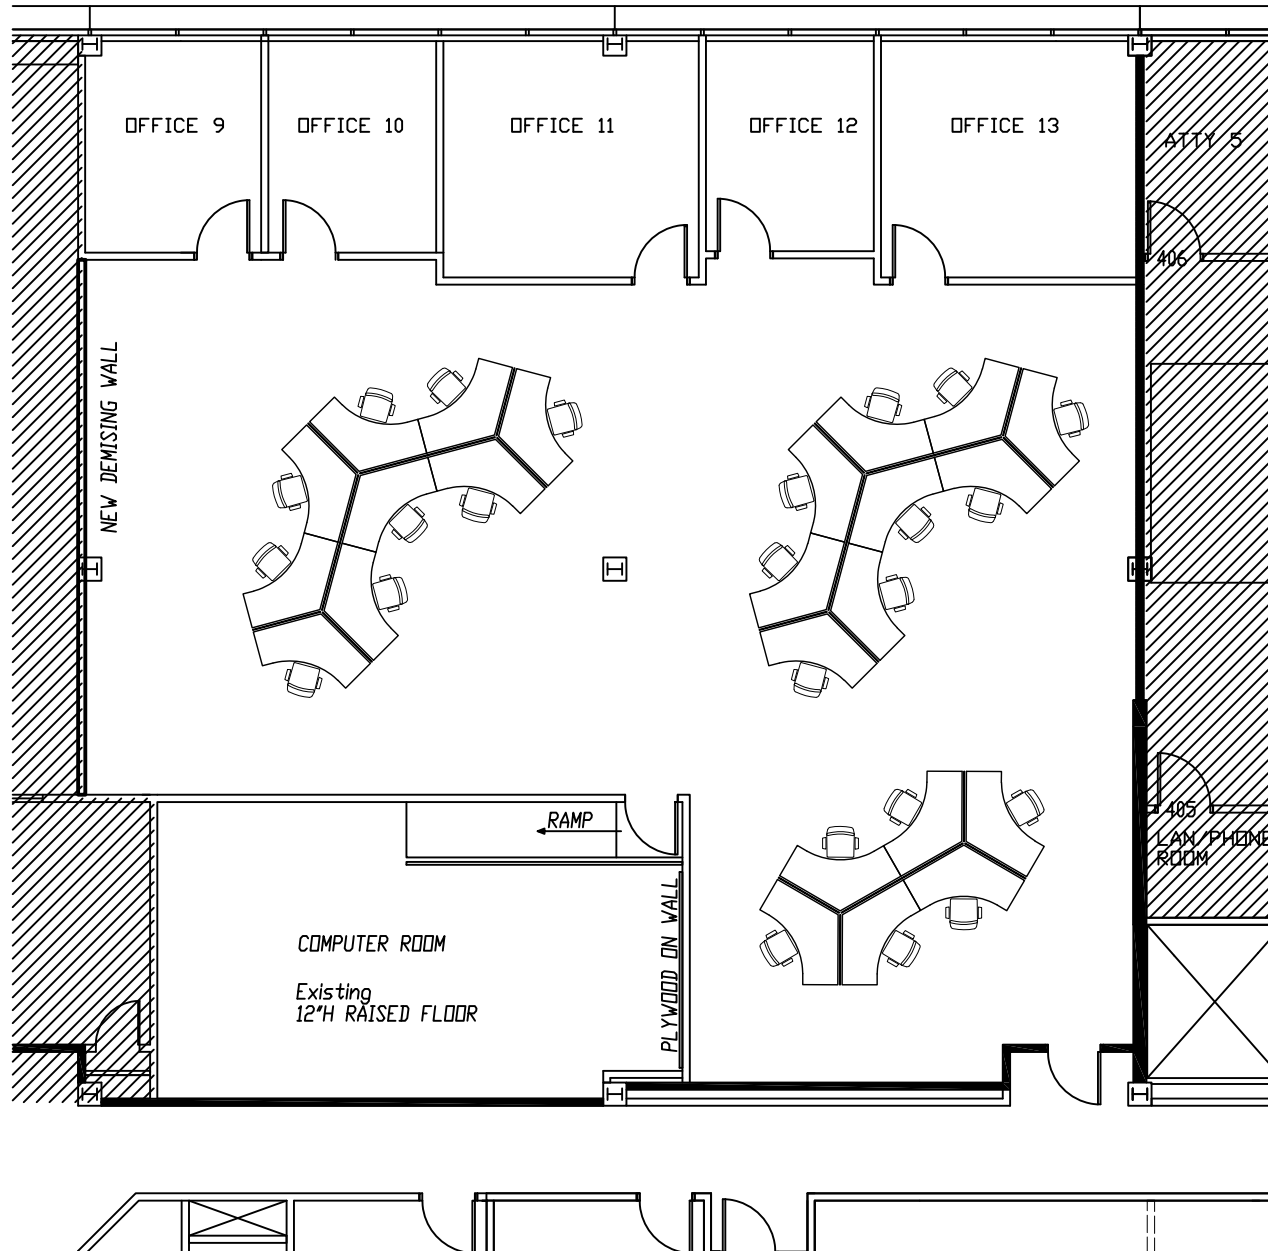 OFFICE 9
OFFICE 10
OFFICE 11
OFFICE 12
OFFICE 13
ATTY 5
406
NEW DEMISING WALL
RAMP
405
LAN/PHONE
ROOM
PLYWOOD ON WALL
COMPUTER ROOM
Existing
12"H RAISED FLOOR